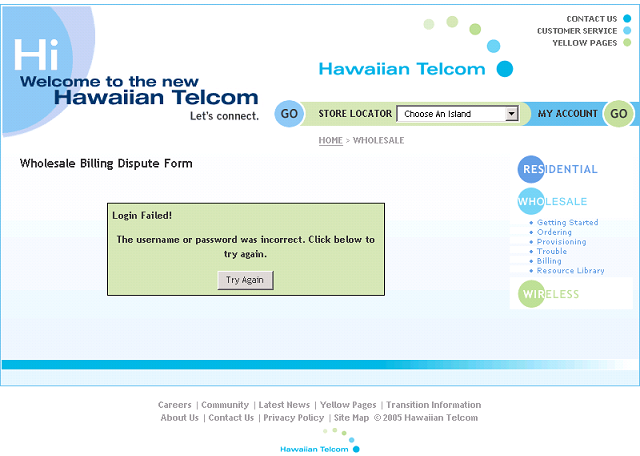 CONTACT US
CUSTOMER SERVICE
YELLOW PAGES
Hi
Welcome to the new
Hawaiian Telcom
Let's connect.
Hawaiian Telcom
GO STORE LOCATOR Choose An Island MY ACCOUNT GO
HOME > WHOLESALE
Wholesale Billing Dispute Form
Login Failed!
The username or password was incorrect. Click below to
try again.
Try Again
RESIDENTIAL
WHOLESALE
Getting Started
Ordering
Provisioning
Trouble
Billing
Resource Library
WIRELESS
Careers | Community | Latest News | Yellow Pages | Transition Information
About Us | Contact Us | Privacy Policy | Site Map © 2005 Hawaiian Telcom
Hawaiian Telcom